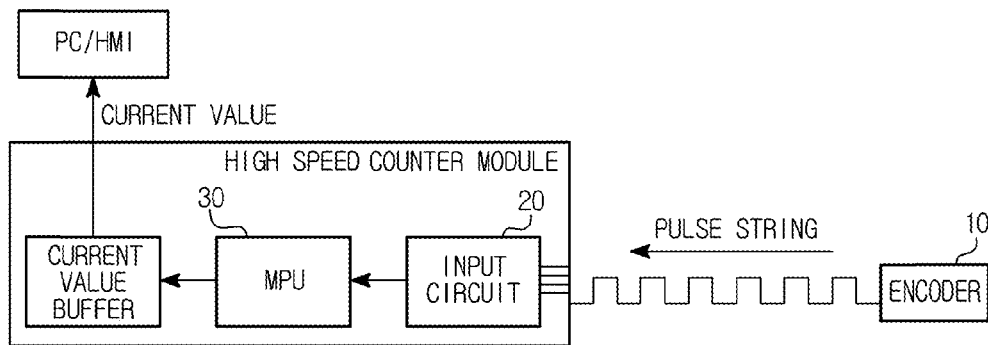 PC/HMI
CURRENT VALUE
HIGH SPEED COUNTER MODULE
30
20
PULSE STRING
10
CURRENT
VALUE
BUFFER
MPU
INPUT
CIRCUIT
ENCODER